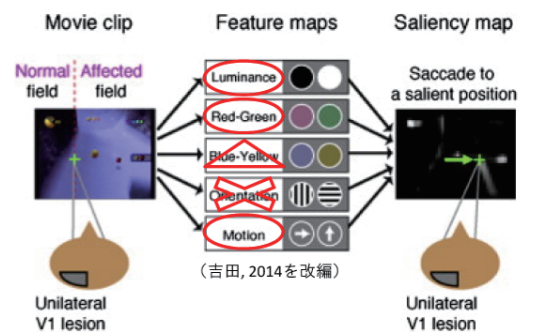 Movie clip
Feature maps
Saliency map
Normal Affected
field field
Luminance
Red-Green
Blue-Yellow
Orientation
Motion
Saccade to
a salient position
(吉田, 2014を改編)
Unilateral
V1 lesion
Unilateral
V1 lesion